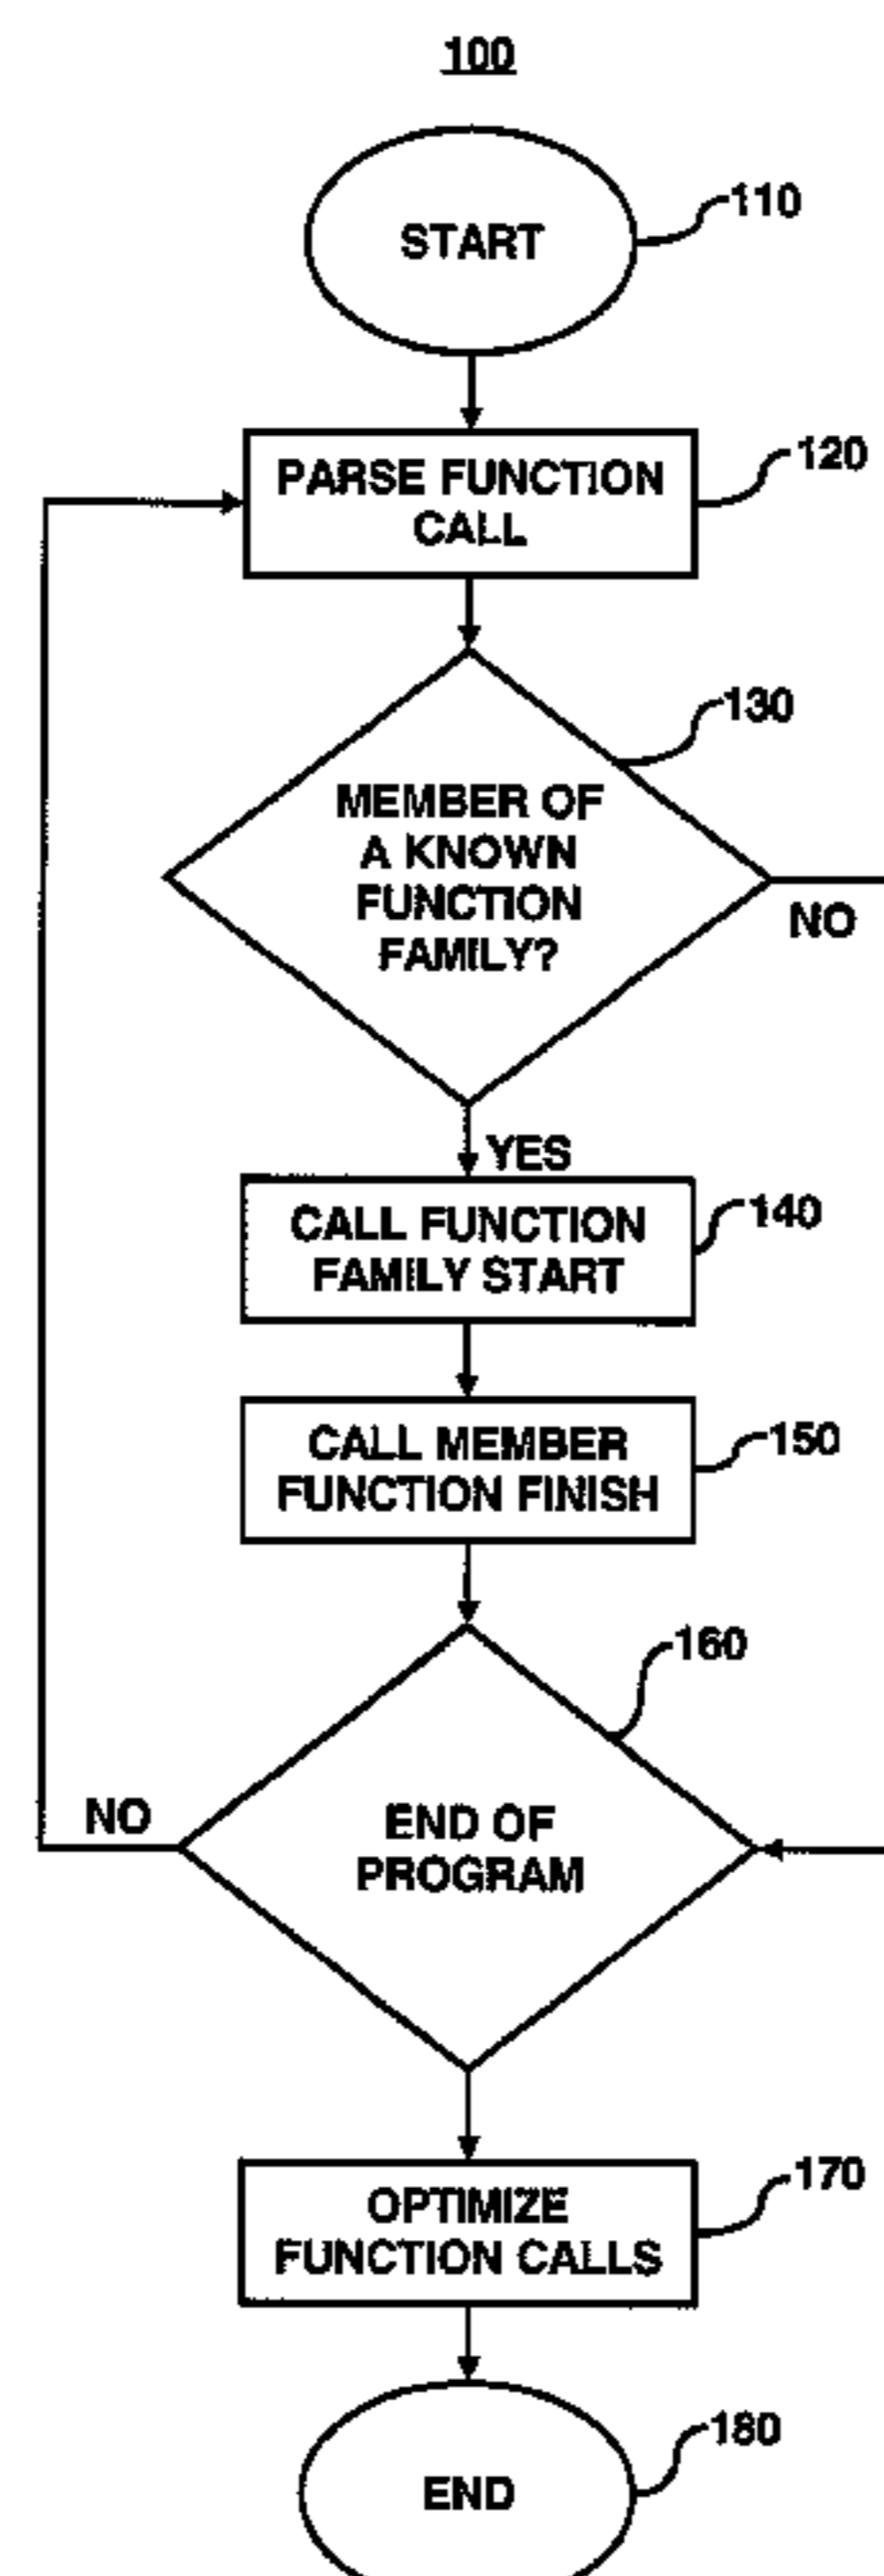 100
START
110
PARSE FUNCTION
CALL
120
MEMBER OF
A KNOWN
FUNCTION
FAMILY?
130
NO
YES
CALL FUNCTION
FAMILY START
140
CALL MEMBER
FUNCTION FINISH
150
END OF
PROGRAM
160
NO
OPTIMIZE
FUNCTION CALLS
170
END
180